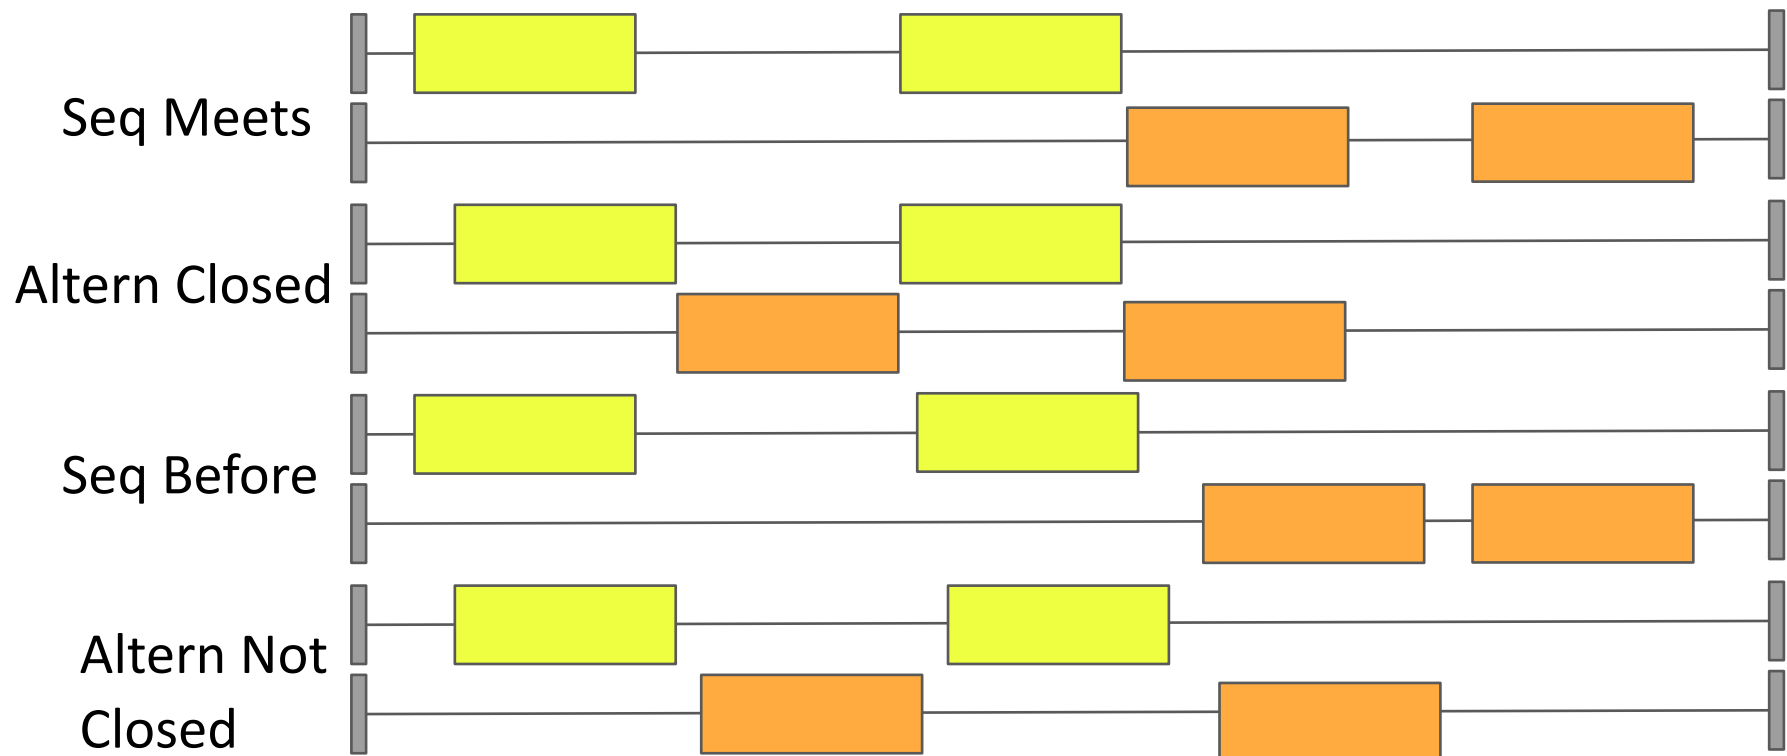 Seq Meets
Altern Closed
Seq Before
Altern Not
Closed